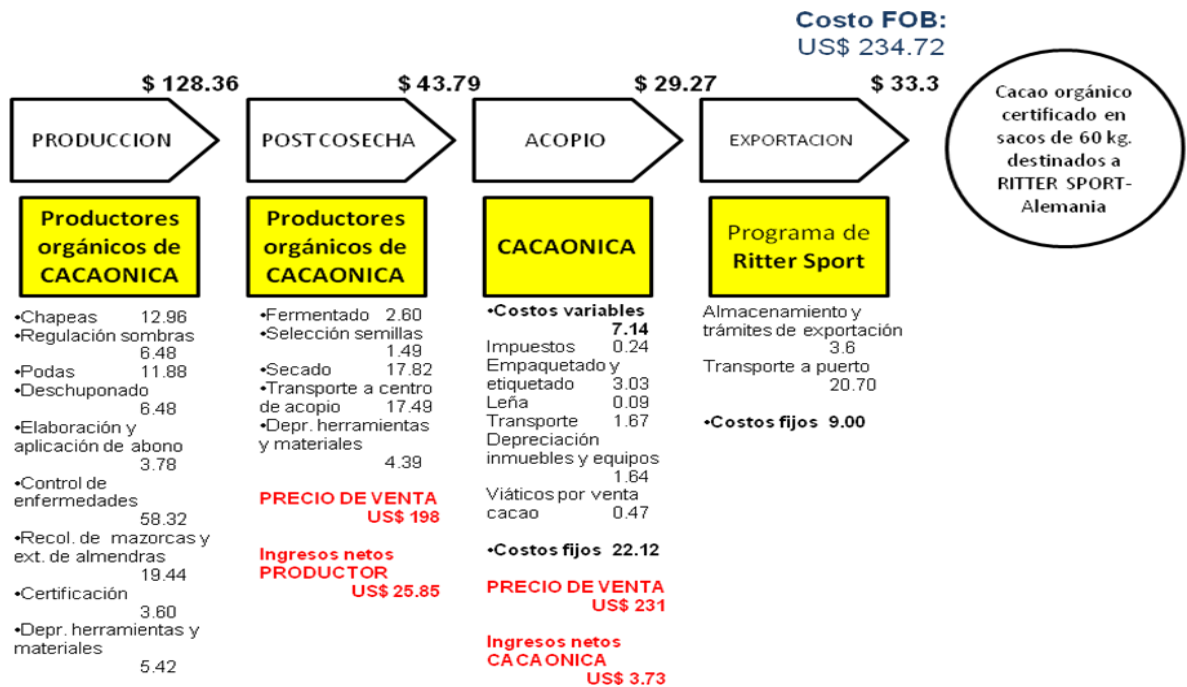 Costo FOB:
US$ 234.72
$ 128.36
$ 43.79
$ 29.27
$ 33.3
PRODUCCION
POSTCOSECHA
ACOPIO
EXPORTACION
Cacao orgánico
certificado en
sacos de 60 kg.
destinados a
RITTER SPORT-
Alemania
Productores
orgánicos de
CACAONICA
Productores
orgánicos de
CACAONICA
CACAONICA
Programa de
Ritter Sport
•Chapeas 12.96
•Regulación sombras
6.48
•Podas 11.88
•Deschuponado
6.48
•Elaboración y
aplicación de abono
3.78
•Control de
enfermedades
58.32
•Recol. de mazorcas y
ext. de almendras
19.44
•Certificación
3.60
•Depr. herramientas y
materiales
5.42
•Fermentado 2.60
•Selección semillas
1.49
•Secado 17.82
•Transporte a centro
de acopio 17.49
•Depr. herramientas
y materiales
4.39
PRECIO DE VENTA
US$ 198
Ingresos netos
PRODUCTOR
US$ 25.85
•Costos variables
7.14
Impuestos 0.24
Empaquetado y
etiquetado 3.03
Leña 0.09
Transporte 1.67
Depreciación
inmuebles y equipos
1.64
Viáticos por venta
cacao 0.47
•Costos fijos 22.12
PRECIO DE VENTA
US$ 231
Ingresos netos
CACAONICA
US$ 3.73
Almacenamiento y
trámites de exportación
3.6
Transporte a puerto
20.70
•Costos fijos 9.00